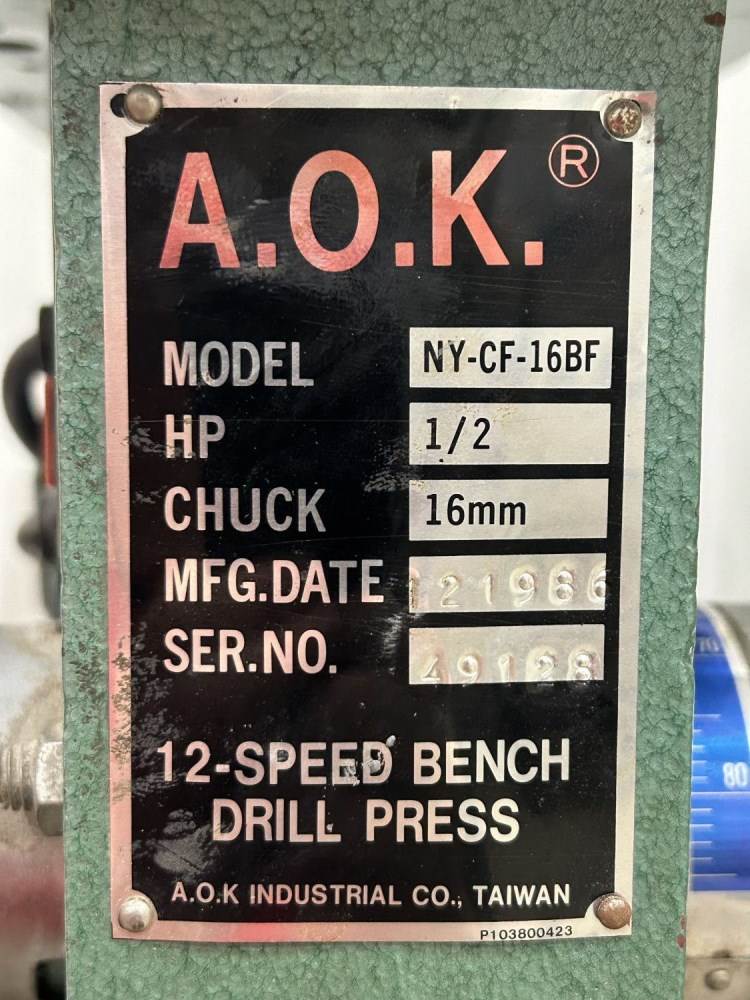 A.O.K. ®
MODEL NY-CF-16BF
HP 1/2
CHUCK 16mm
MFG.DATE 121986
SER.NO. 49128
12-SPEED BENCH
DRILL PRESS
A.O.K INDUSTRIAL CO., TAIWAN
P103800423
70
80